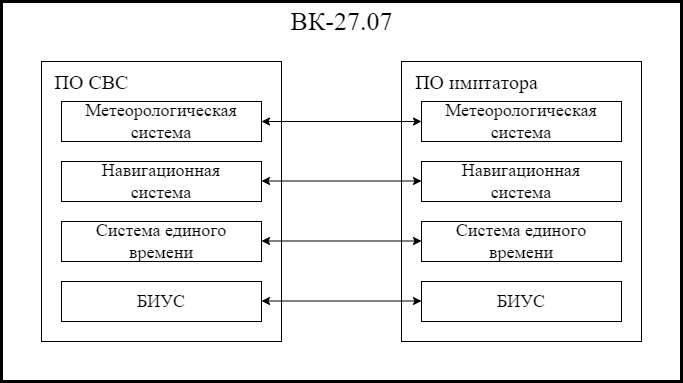 ВК-27.07
ПО СВС
Метеорологическая
система
Навигационная
система
Система единого
времени
БИУС
ПО имитатора
Метеорологическая
система
Навигационная
система
Система единого
времени
БИУС